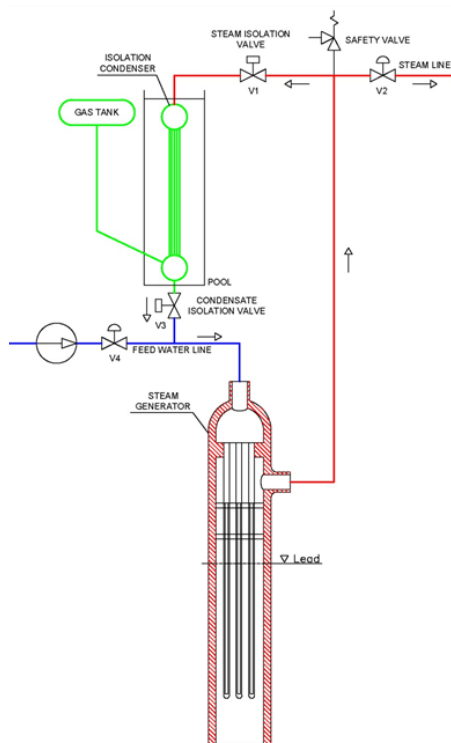 STEAM ISOLATION
VALVE
SAFETY VALVE
ISOLATION
CONDENSER
STEAM LINE
V1
V2
GAS TANK
POOL
CONDENSATE
ISOLATION VALVE
V3
V4
FEED WATER LINE
STEAM
GENERATOR
Lead